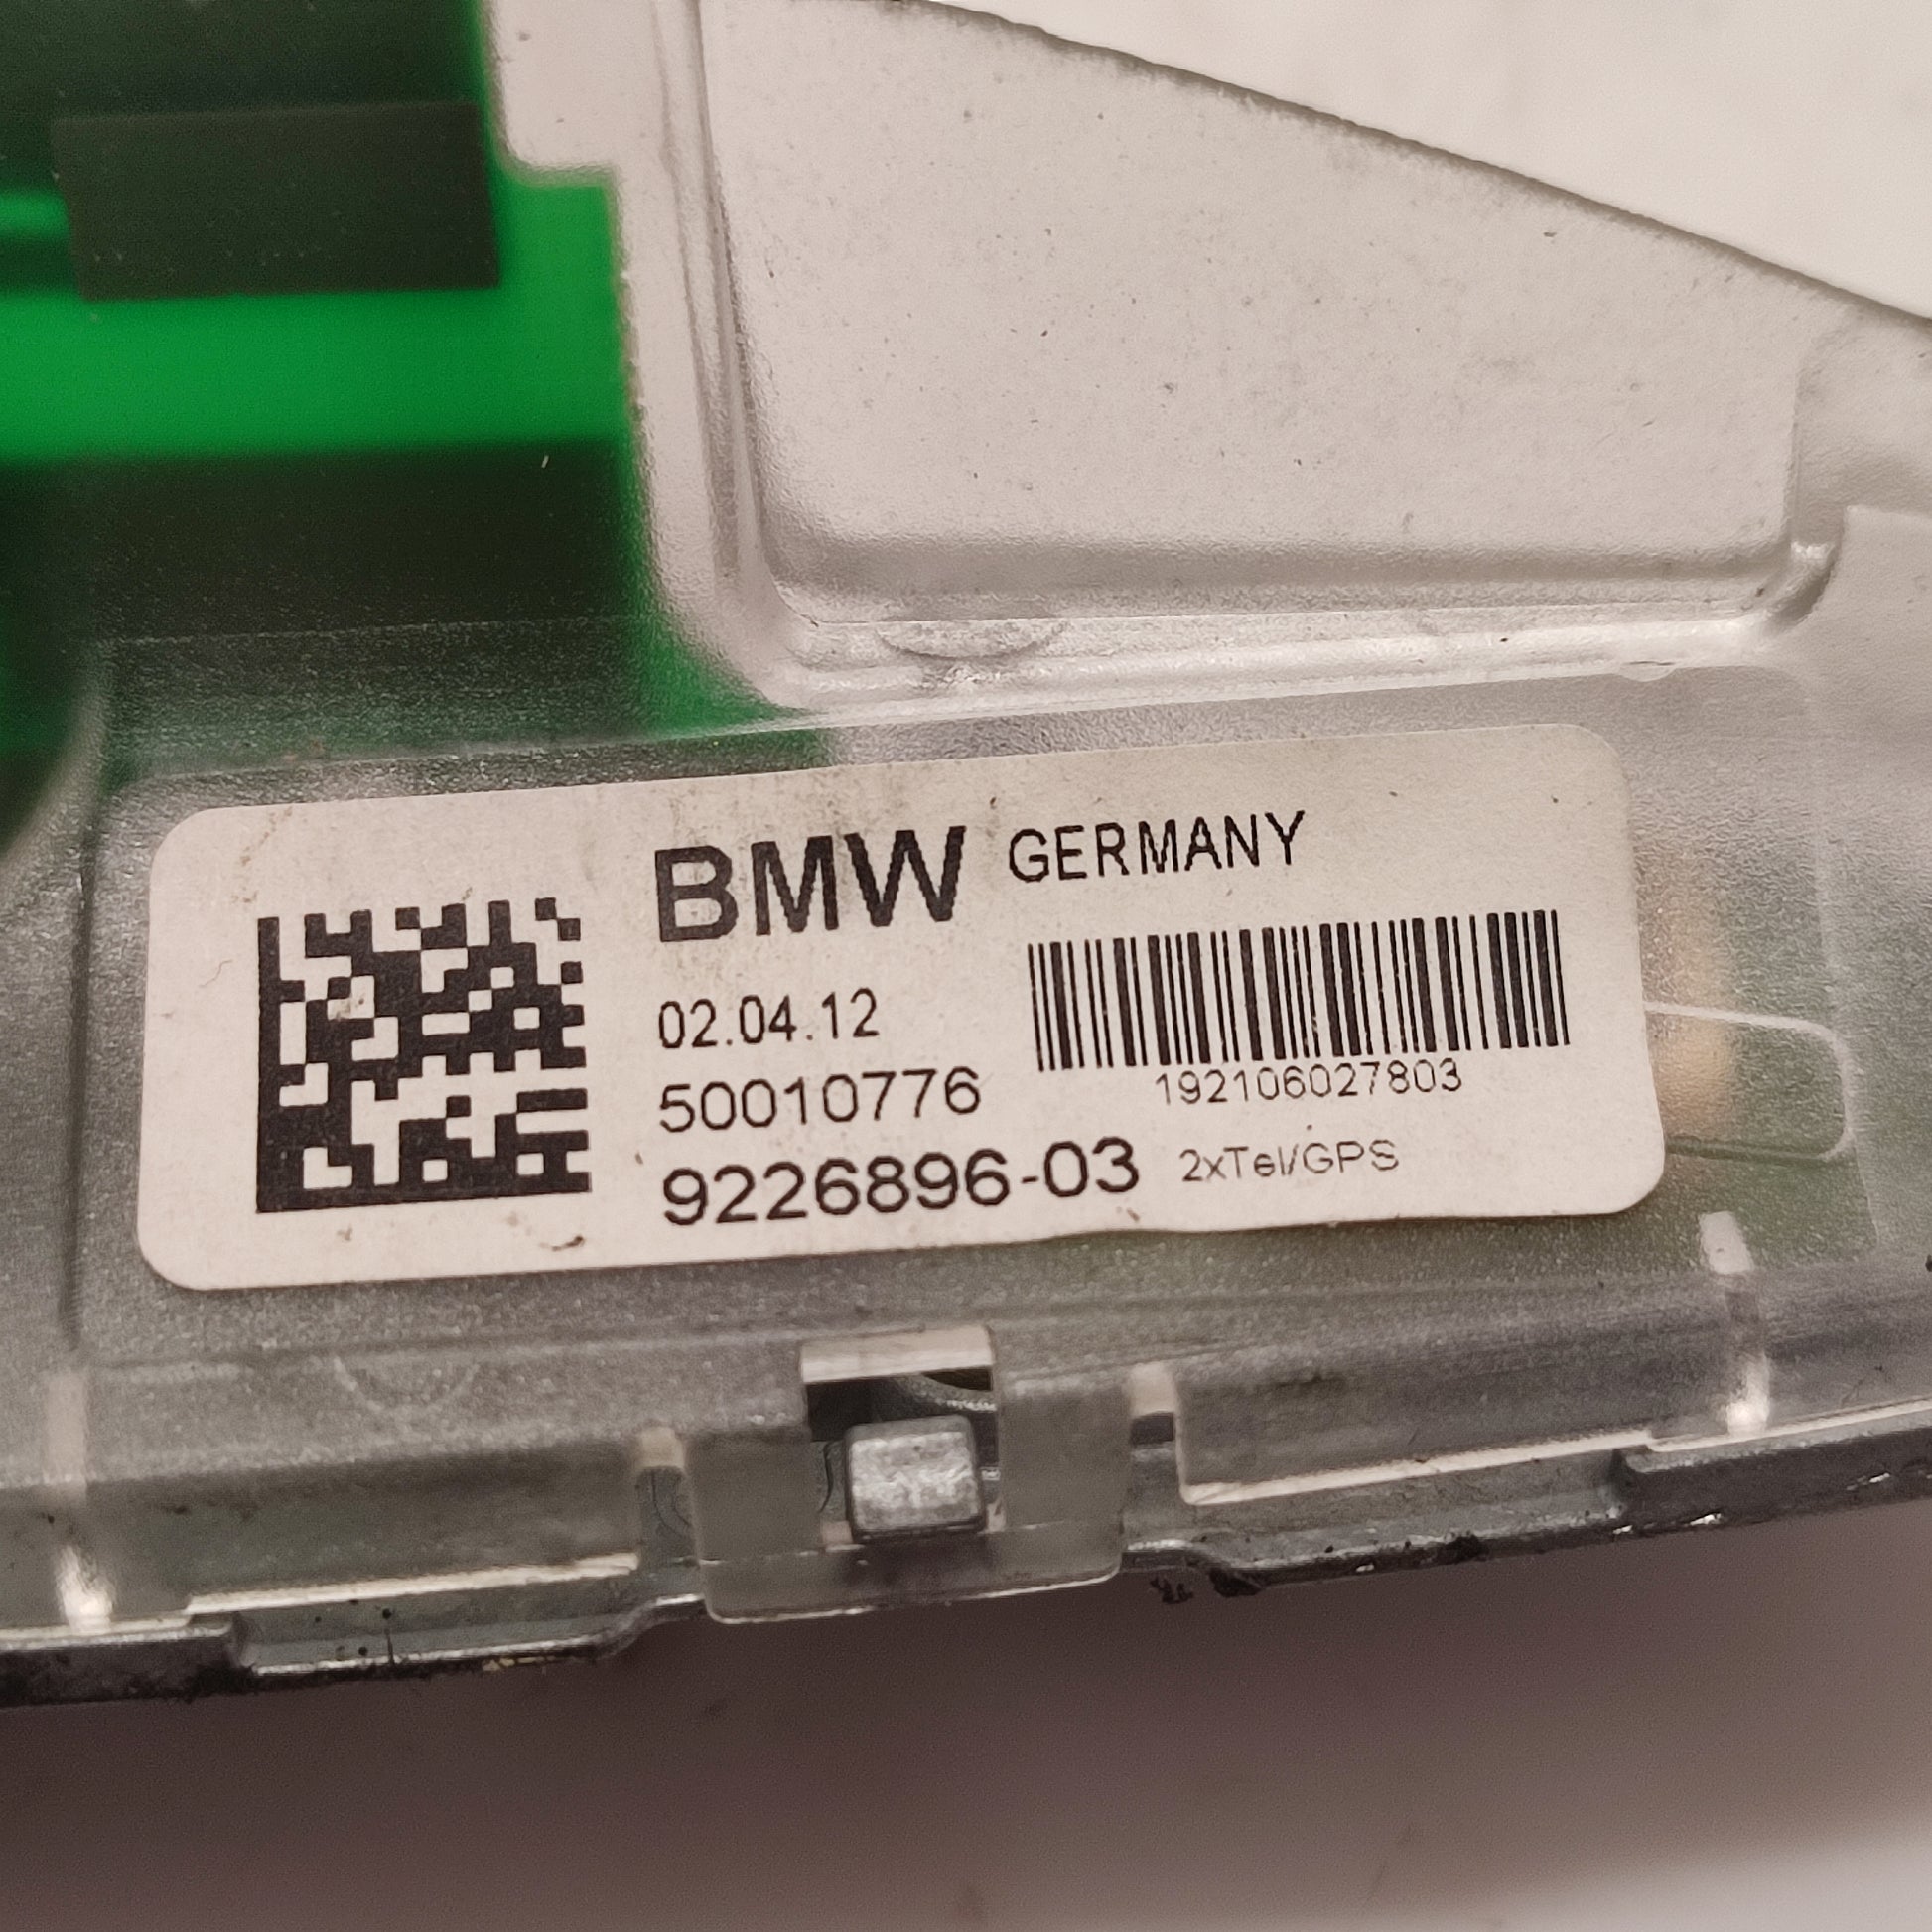 BMW GERMANY
02.04.12
50010776
192106027803
9226896-03 2xTel/GPS